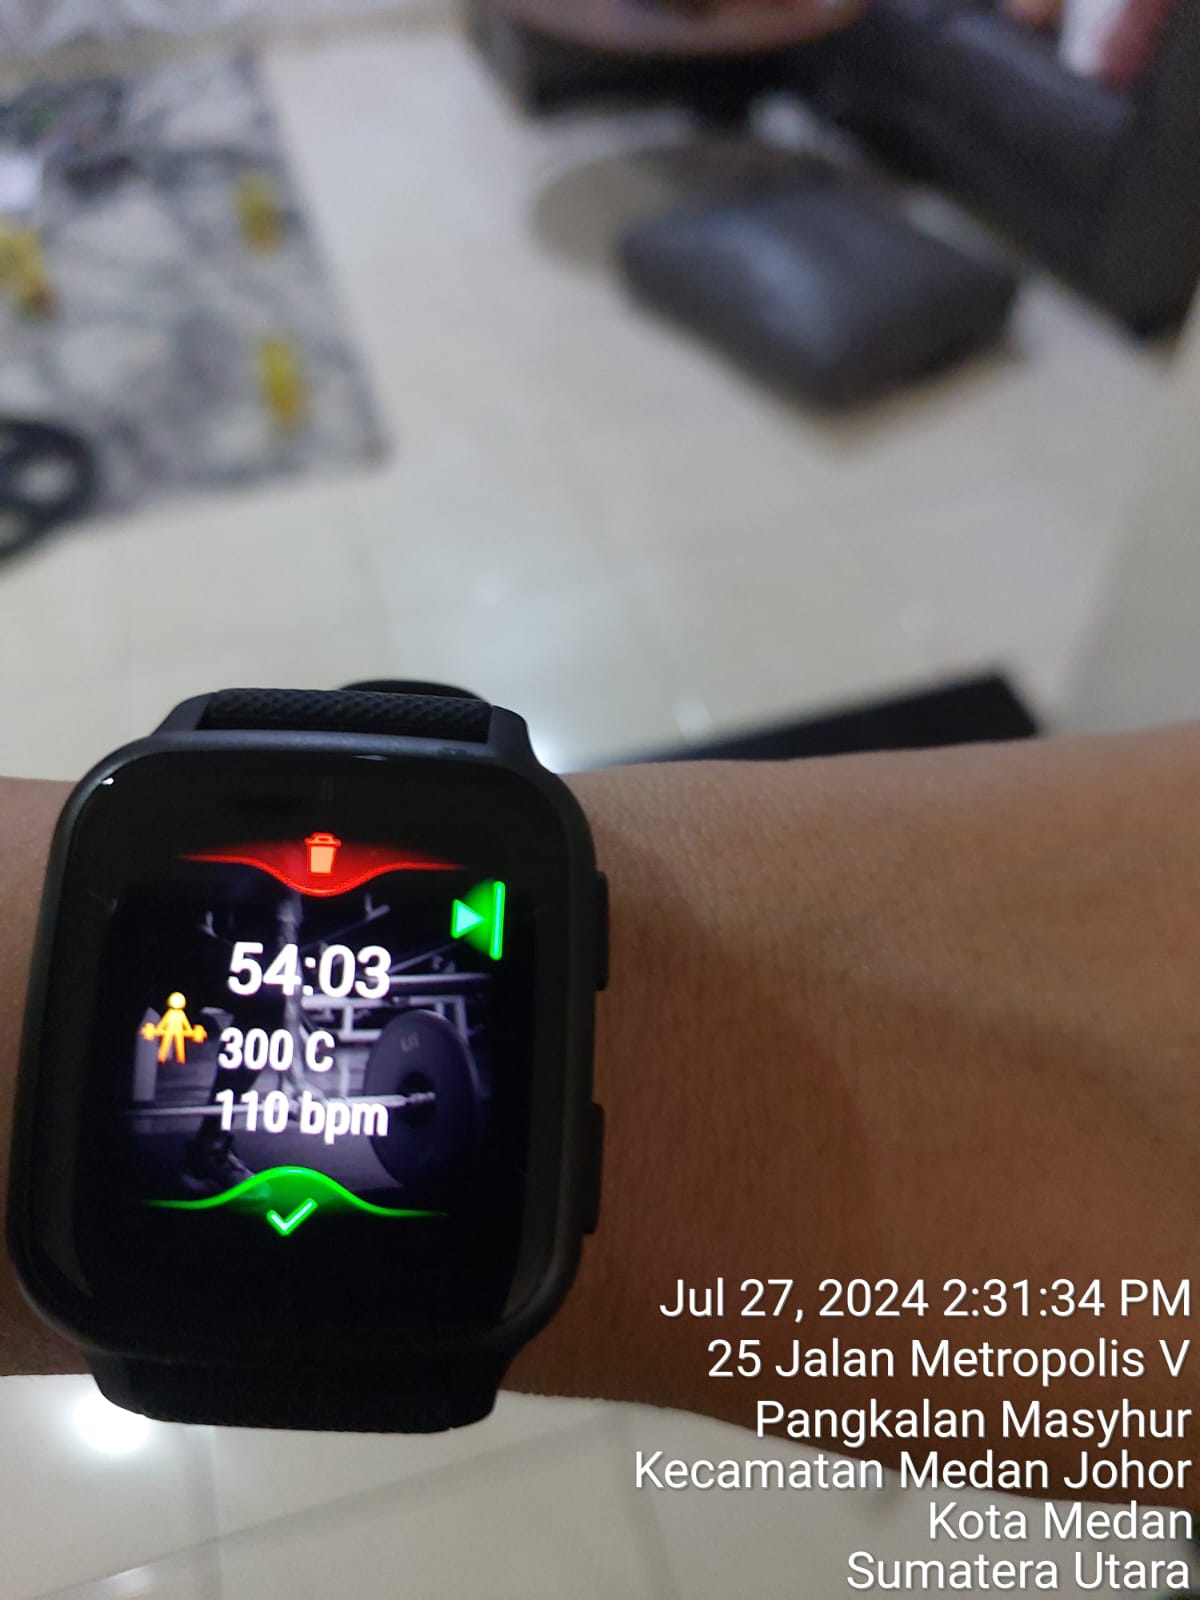 54:03
300 C
110 bpm
Jul 27, 2024 2:31:34 PM
25 Jalan Metropolis V
Pangkalan Masyhur
Kecamatan Medan Johor
Kota Medan
Sumatera Utara